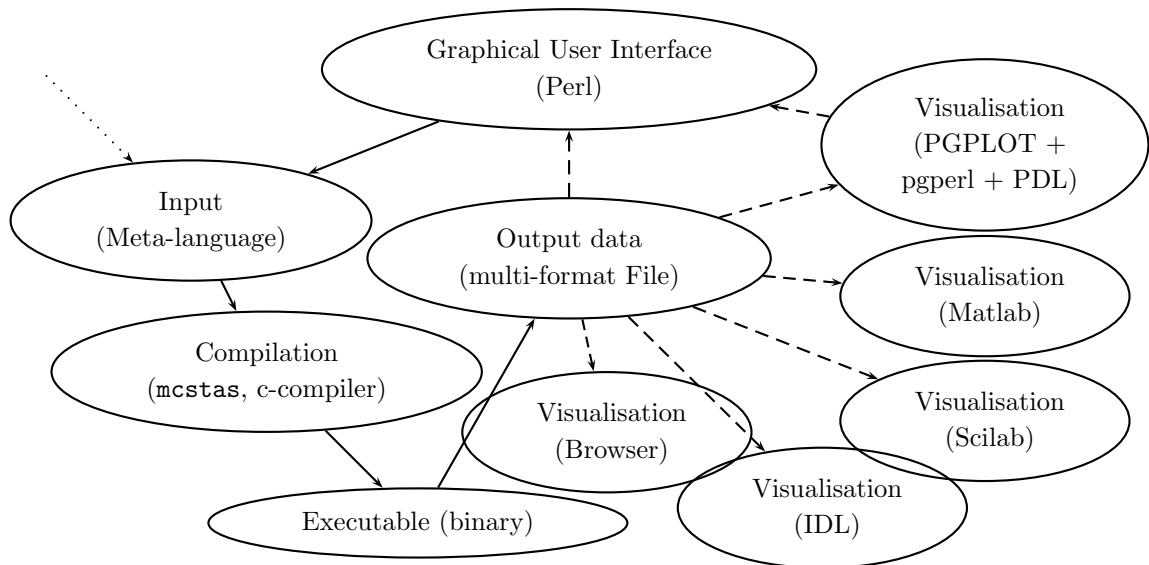 Graphical User Interface
(Perl)
Visualisation
(PGPLOT +
pgperl + PDL)
Input
(Meta-language)
Output data
(multi-format File)
Visualisation
(Matlab)
Compilation
(mcstas, c-compiler)
Visualisation
(Browser)
Visualisation
(Scilab)
Executable (binary)
Visualisation
(IDL)